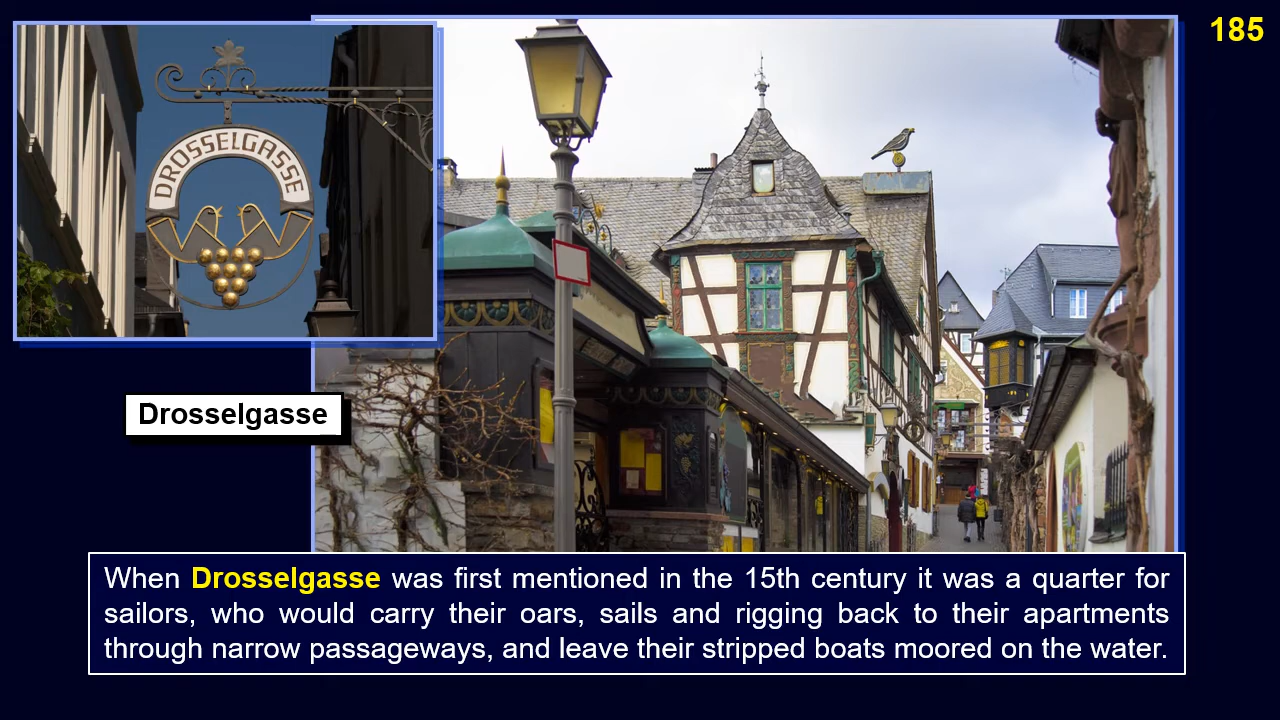 185
DROSSELGASSE
Drosselgasse
When Drosselgasse was first mentioned in the 15th century it was a quarter for
sailors, who would carry their oars, sails and rigging back to their apartments
through narrow passageways, and leave their stripped boats moored on the water.